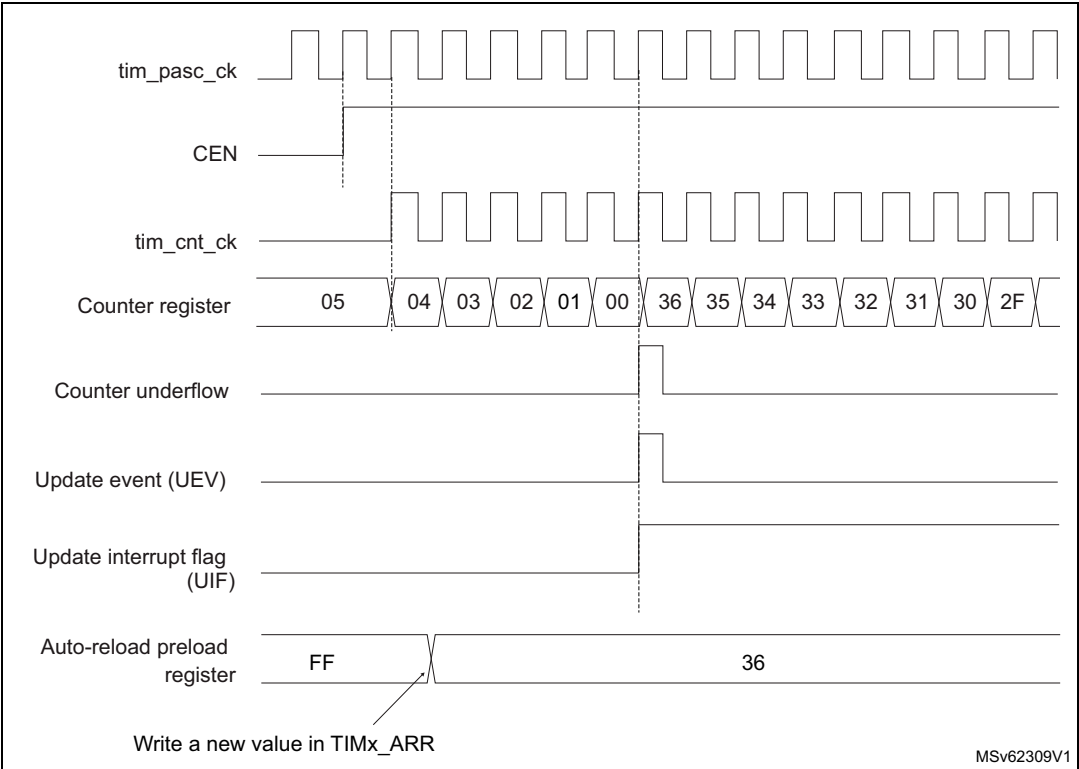 tim_pasc_ck
CEN
tim_cnt_ck
Counter register 05 04 03 02 01 00 36 35 34 33 32 31 30 2F
Counter underflow
Update event (UEV)
Update interrupt flag
(UIF)
Auto-reload preload
register FF 36
Write a new value in TIMx_ARR
MSv62309V1